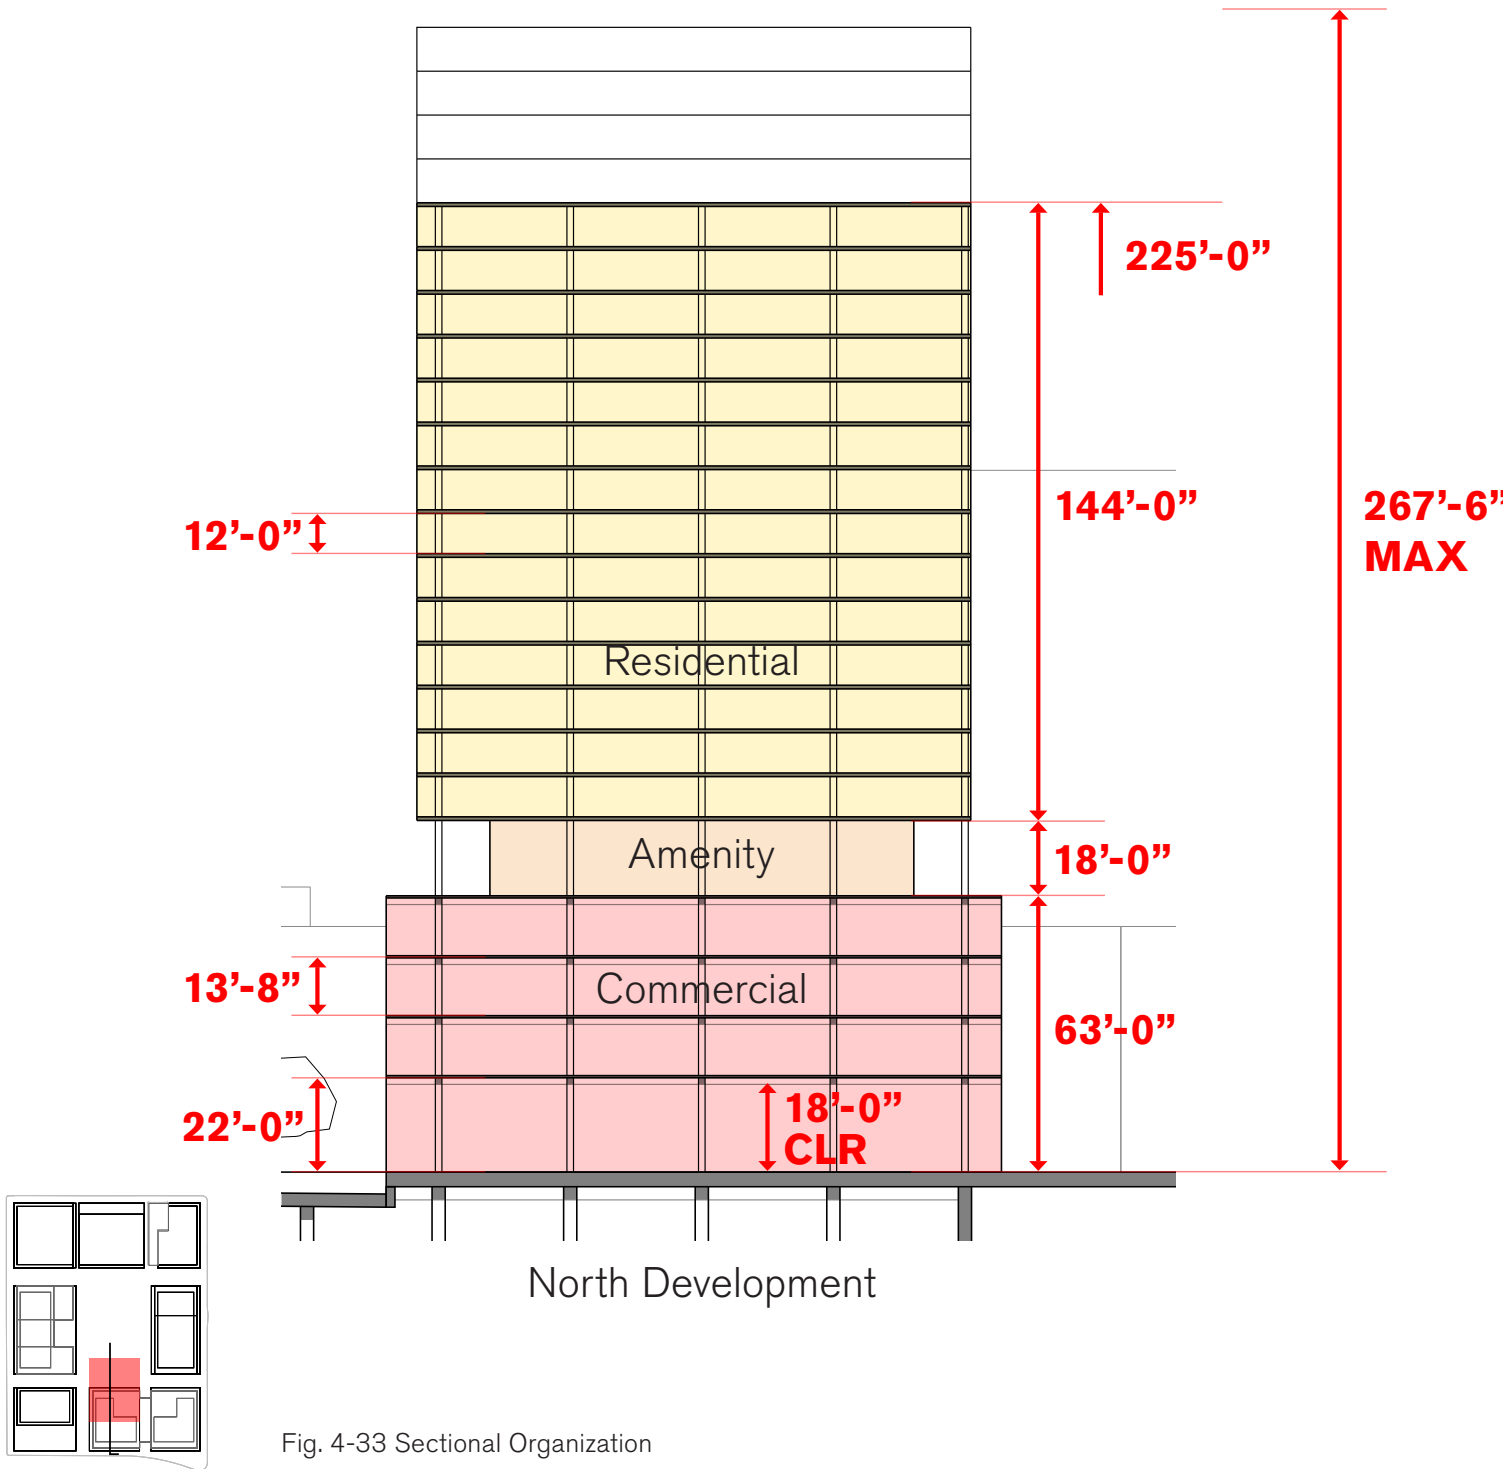 225’-0”
12’-0”
144’-0”
267’-6”
MAX
Residential
Amenity
18’-0”
13’-8”
Commercial
63’-0”
22’-0”
18’-0”
CLR
North Development
Fig. 4-33 Sectional Organization